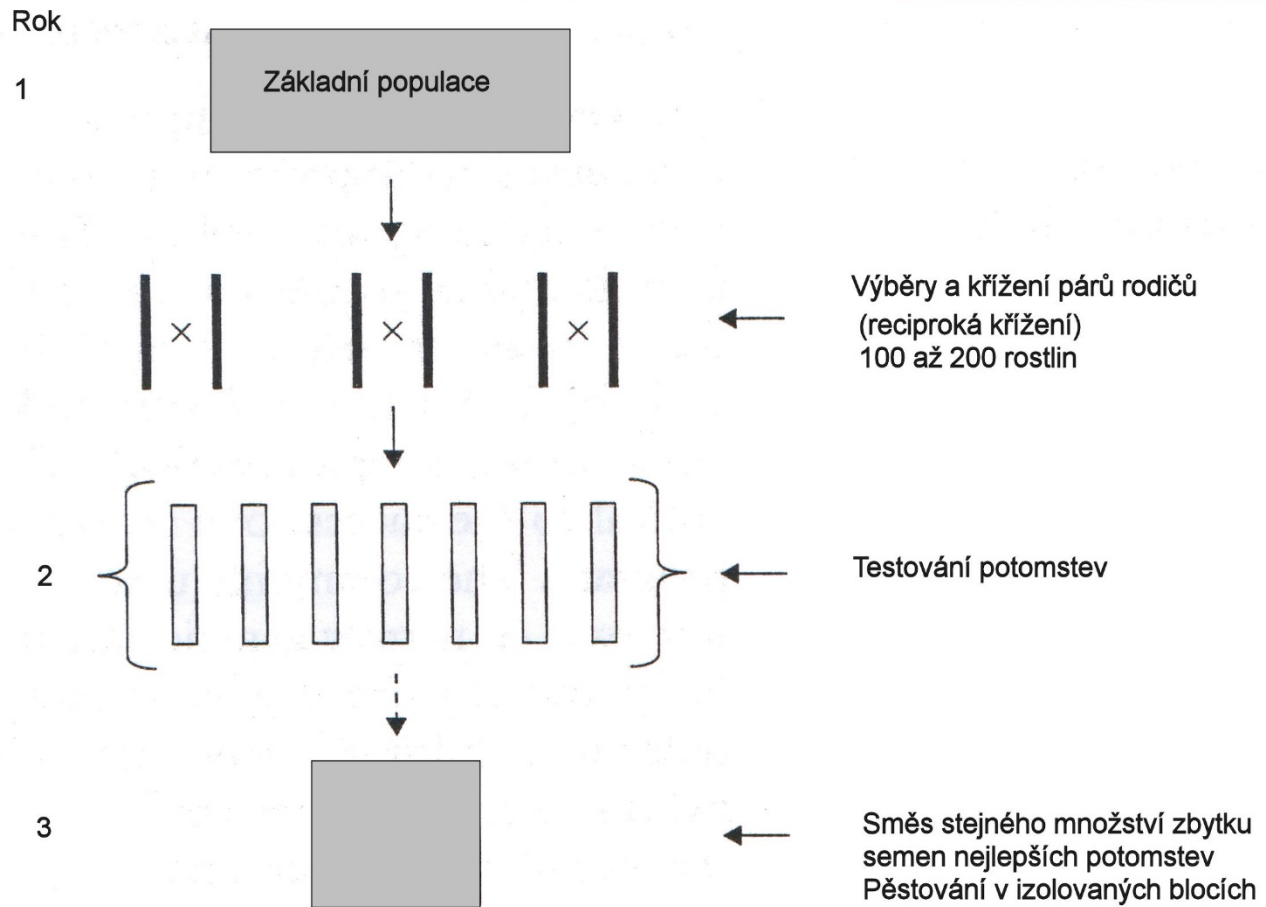 Rok
1
Základní populace
×
×
×
Výběry a křížení párů rodičů
(reciproká křížení)
100 až 200 rostlin
2
Testování potomstev
3
Směs stejného množství zbytku
semen nejlepších potomstev
Pěstování v izolovaných blocích